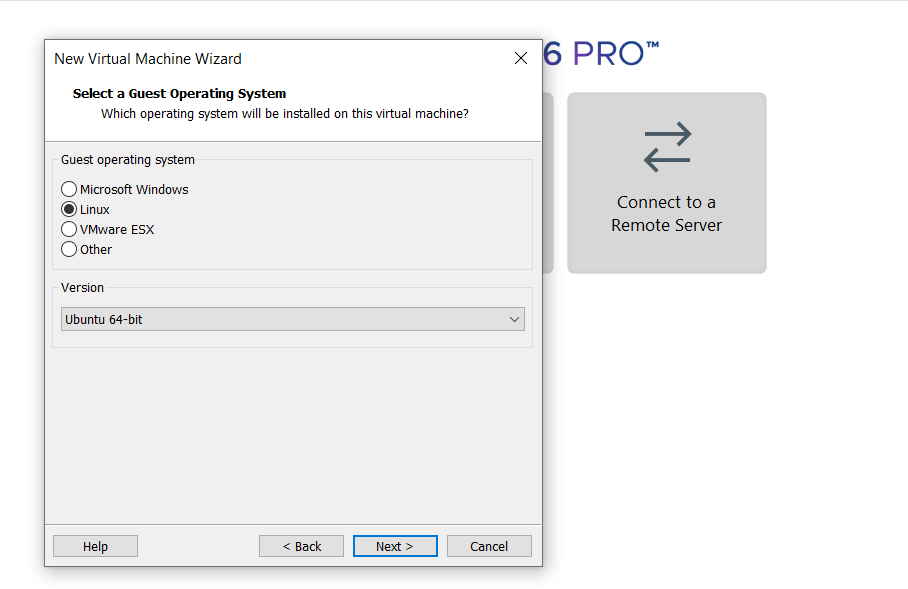 New Virtual Machine Wizard
6 PRO™
Select a Guest Operating System
Which operating system will be installed on this virtual machine?
Guest operating system
Microsoft Windows
Linux
VMware ESX
Other
Connect to a
Remote Server
Version
Ubuntu 64-bit
Help
< Back
Next >
Cancel